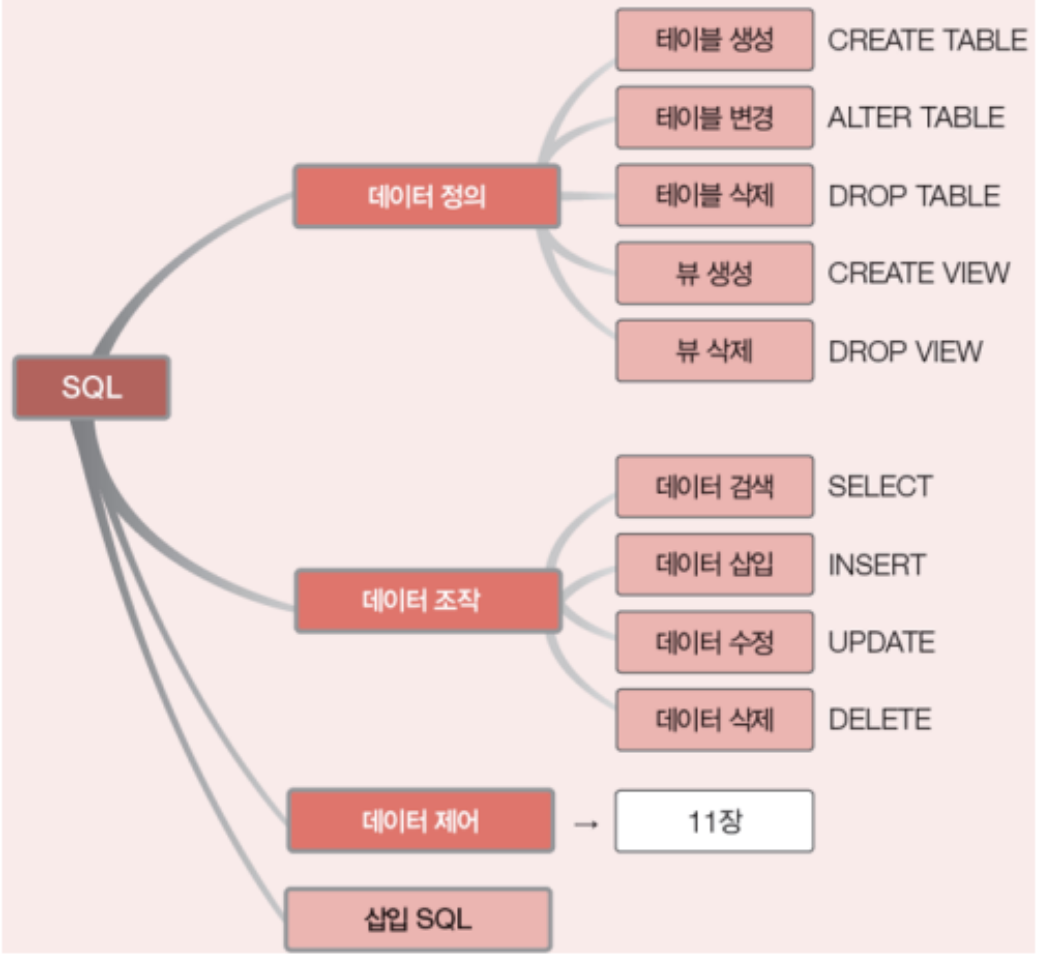 테이블 생성 CREATE TABLE
테이블 변경 ALTER TABLE
데이터 정의 테이블 삭제 DROP TABLE
뷰 생성 CREATE VIEW
뷰 삭제 DROP VIEW
SQL
데이터 검색 SELECT
데이터 삽입 INSERT
데이터 조작
데이터 수정 UPDATE
데이터 삭제 DELETE
데이터 제어 → 11장
삽입 SQL